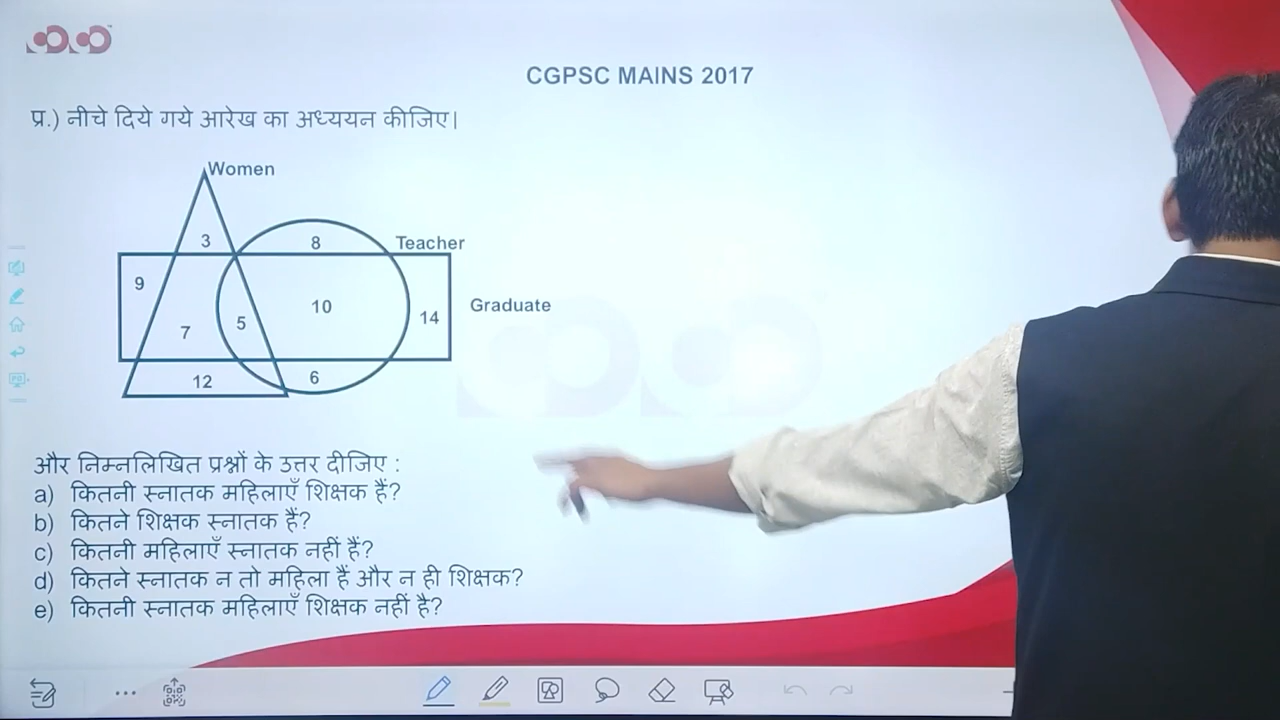 CGPSC MAINS 2017
प्र.) नीचे दिये गये आरेख का अध्ययन कीजिए।
Women
3
8
Teacher
9
10
Graduate
7
5
14
12
6
और निम्नलिखित प्रश्नों के उत्तर दीजिए :
a) कितनी स्नातक महिलाएँ शिक्षक हैं?
b) कितने शिक्षक स्नातक हैं?
c) कितनी महिलाएँ स्नातक नहीं हैं?
d) कितने स्नातक न तो महिला हैं और न ही शिक्षक?
e) कितनी स्नातक महिलाएँ शिक्षक नहीं है?